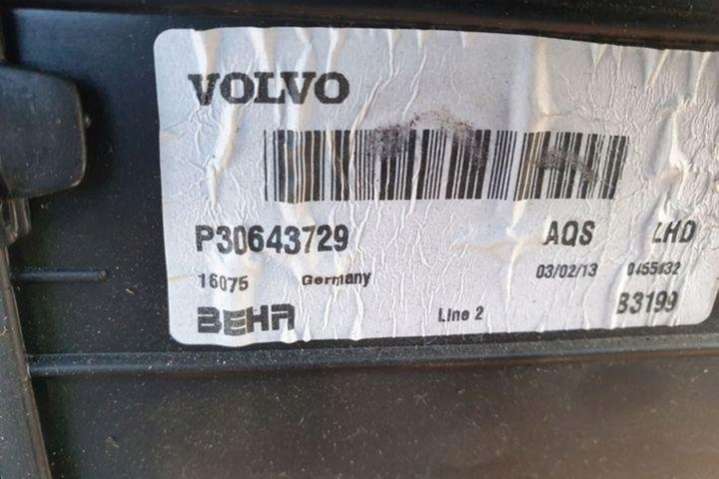 VOLVO
P30643729 AQS LHD
16075 Germany 03/02/13
BEHR Line 2 B3199